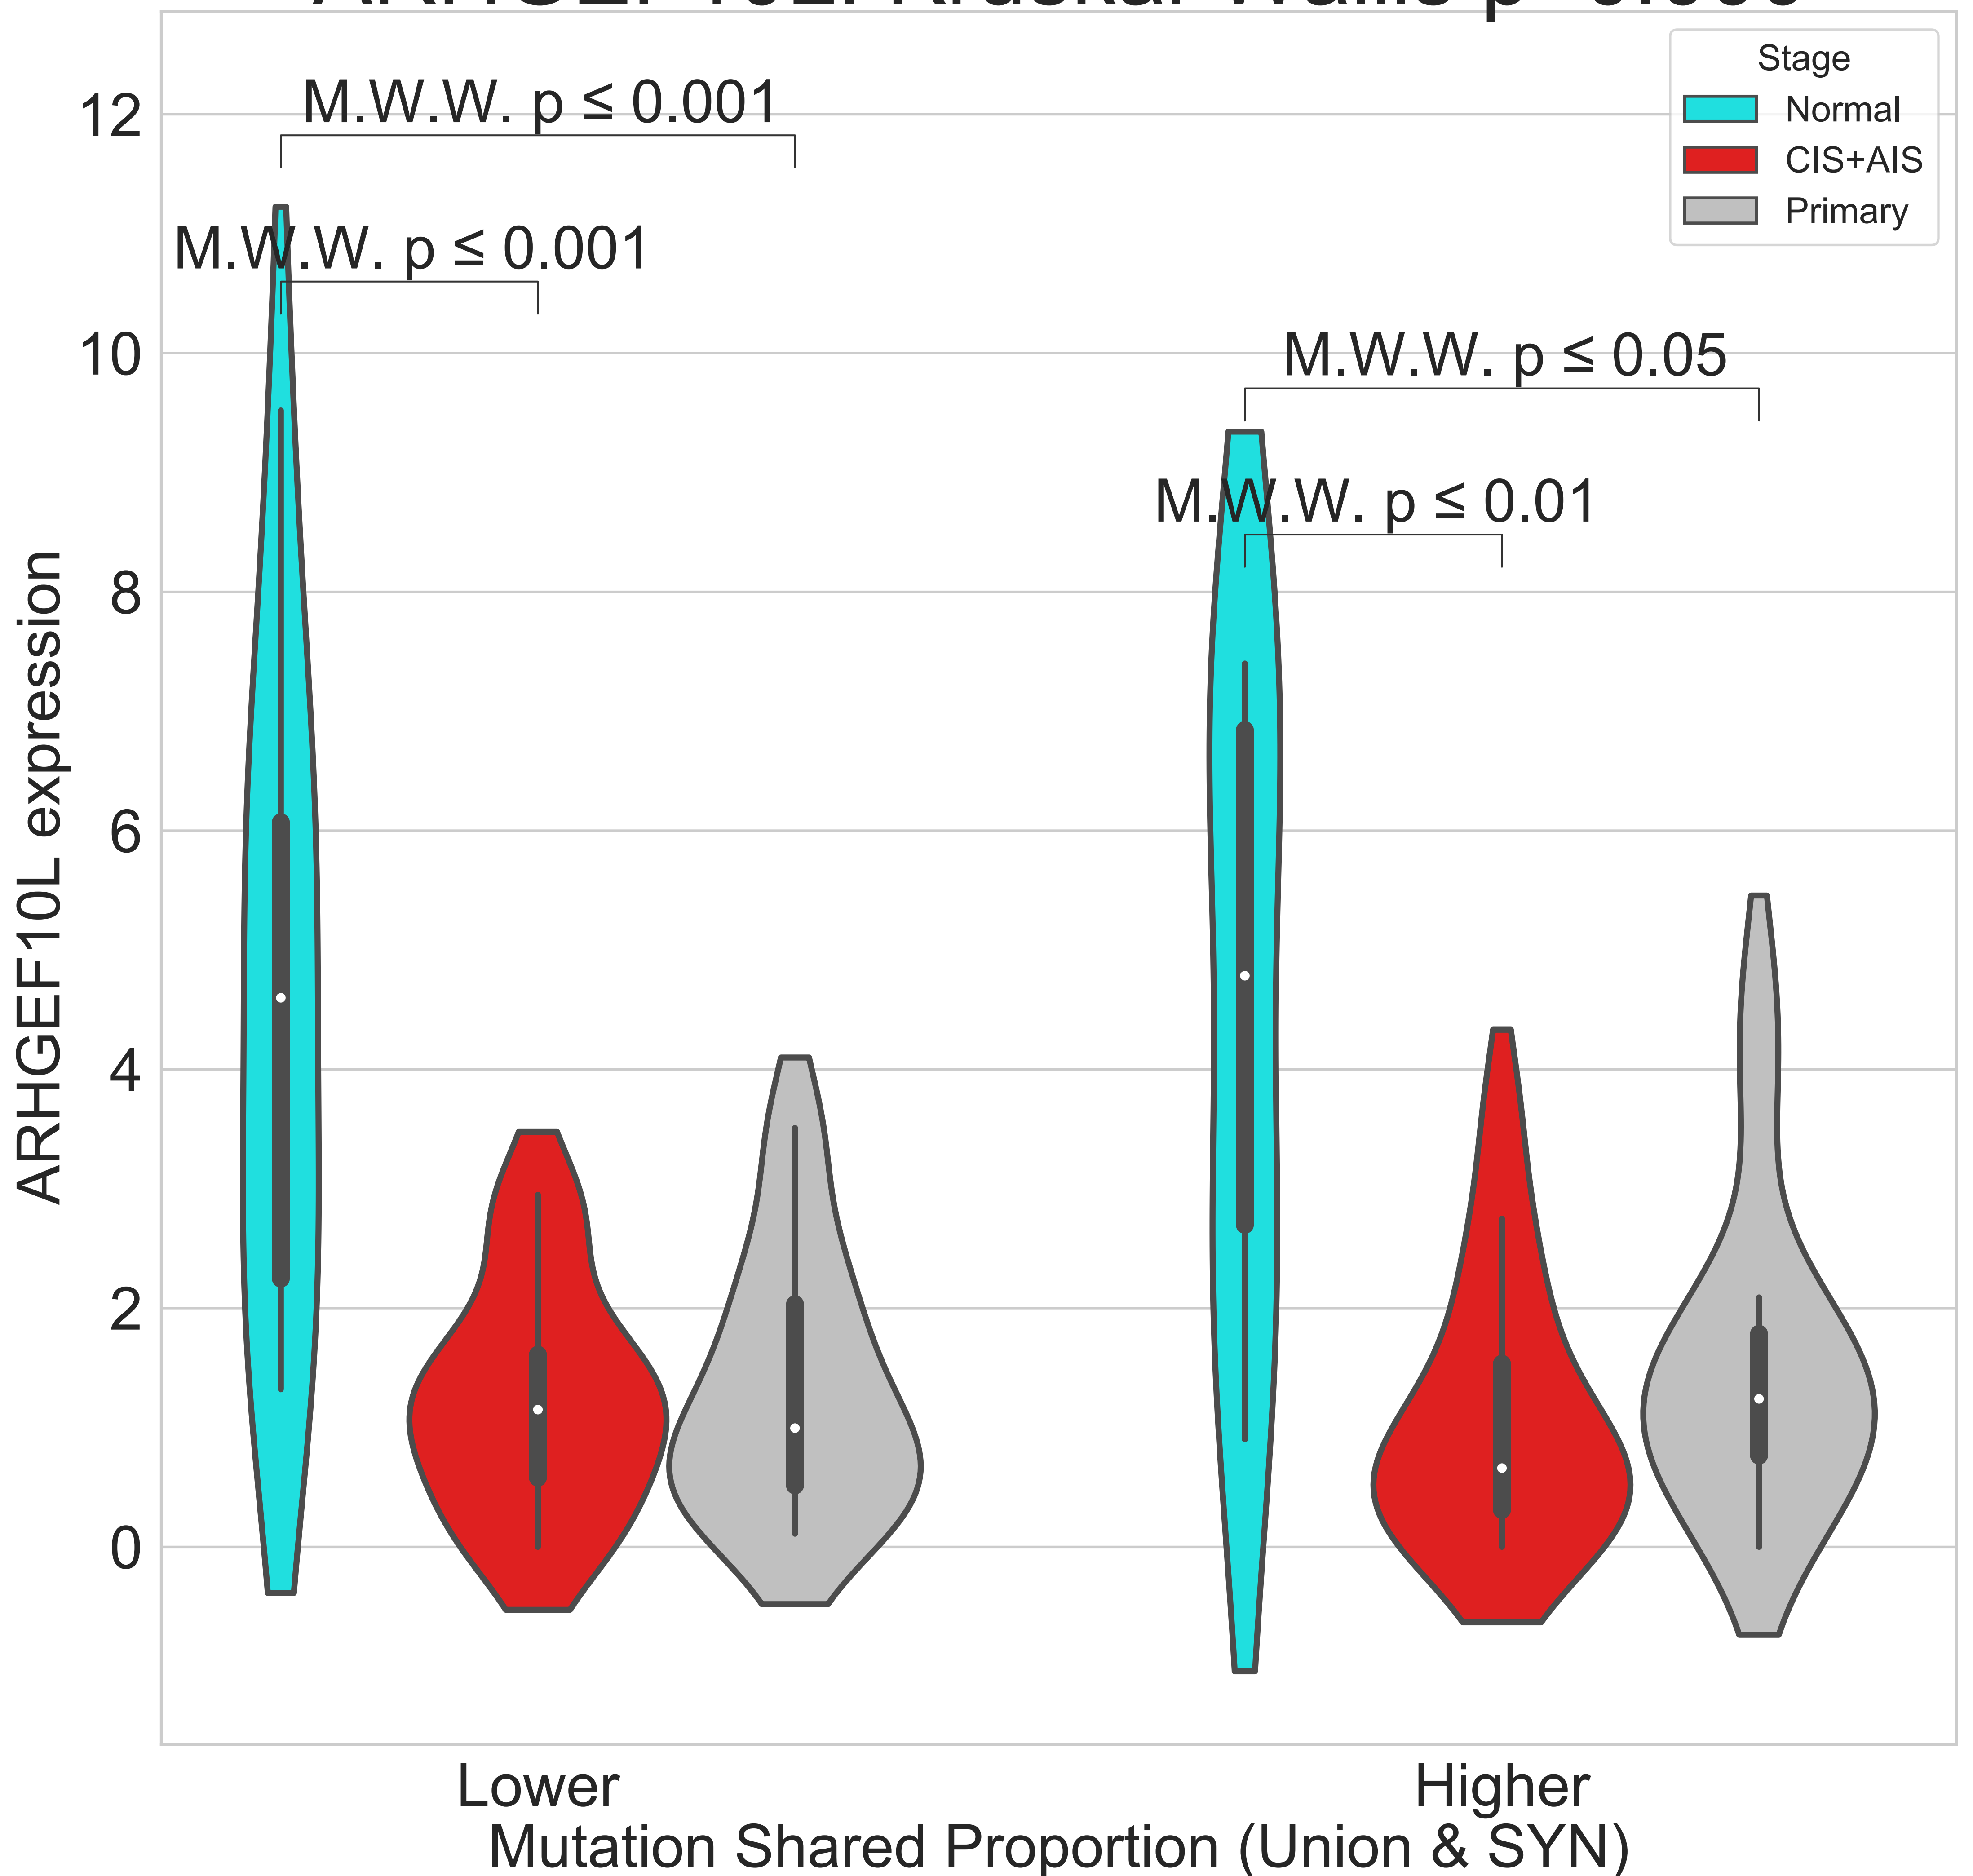 Stage
Normal
CIS+AIS
Primary
M.W.W. p ≤ 0.001
M.W.W. p ≤ 0.001
M.W.W. p ≤ 0.05
M.W.W. p ≤ 0.01
12
10
8
6
4
2
0
ARHGEF10L expression
Lower
Higher
Mutation Shared Proportion (Union & SYN)